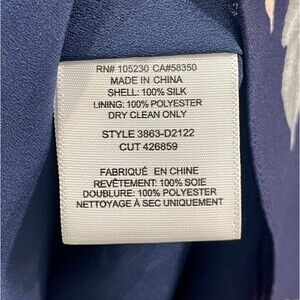 RN# 105230 CA#58350
MADE IN CHINA
SHELL: 100% SILK
LINING: 100% POLYESTER
DRY CLEAN ONLY
STYLE 3863-D2122
CUT 426859
FABRIQUÉ EN CHINE
REVÊTEMENT: 100% SOIE
DOUBLURE: 100% POLYESTER
NETTOYAGE À SEC UNIQUEMENT